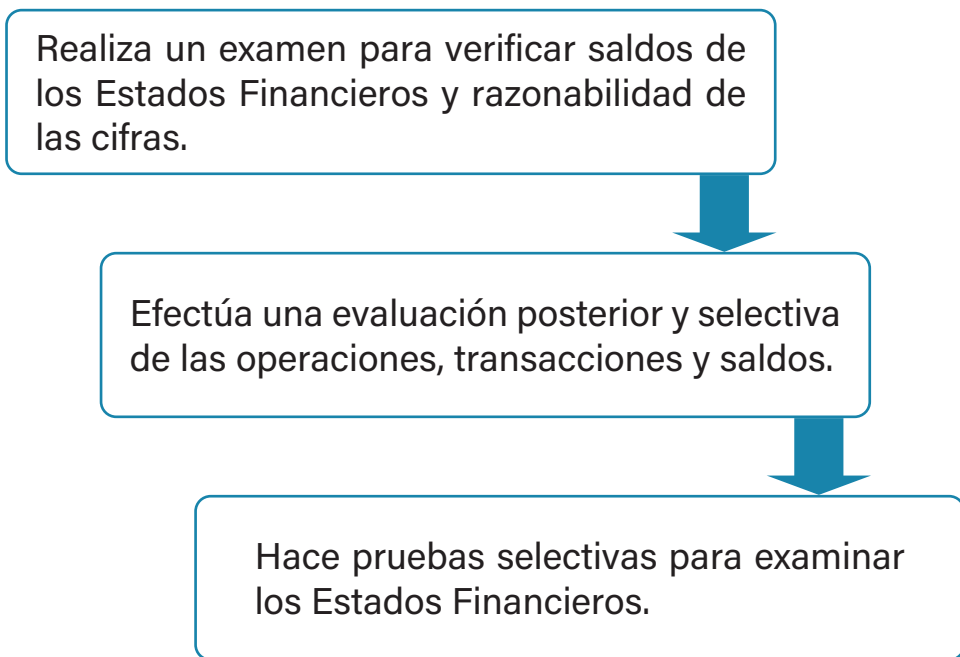 Realiza un examen para verificar saldos de
los Estados Financieros y razonabilidad de
las cifras.
Efectúa una evaluación posterior y selectiva
de las operaciones, transacciones y saldos.
Hace pruebas selectivas para examinar
los Estados Financieros.